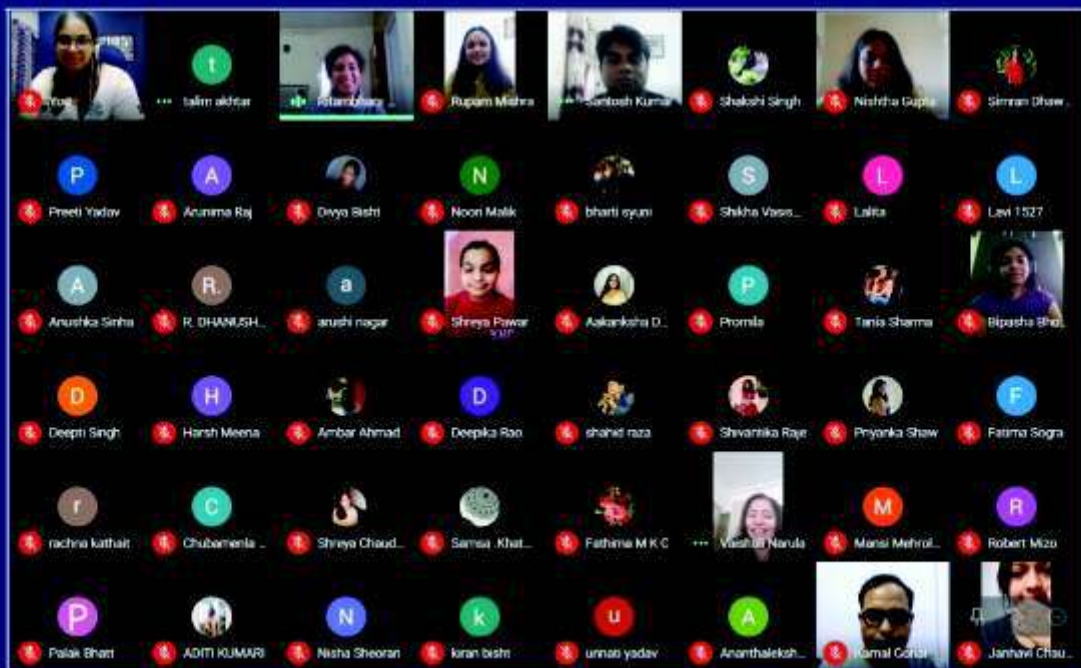 You t talim akhtar Ritambhara Rupam Mishra Santosh Kumar Shakshi Singh Nishtha Gupta Simran Dhaw...
P A N S L L
Preeti Yadav Arunima Raj Divya Bisht Noori Malik bharti syuni Shikha Vasis... Lalita Lavi 1527
A R. a P
Anushka Sinha R. DHANUSH... arushi nagar Shreya Pawar Aakanksha D... Promila Tania Sharma Bipasha Bho...
D H D F
Deepti Singh Harsh Meena Ambar Ahmad Deepika Rao shahid raza Shivantika Raje Priyanka Shaw Fatima Sogra
r C M R
rachna kathait Chubamenla ... Shreya Chaud... Samsa .Khat... Fathima M K C Vaishali Narula Mansi Mehrol... Robert Mizo
P N k u A
Palak Bhatt ADITI KUMARI Nisha Sheoran kiran bisht unnati yadav Ananthaleksh... Kamal Janhavi Chau...